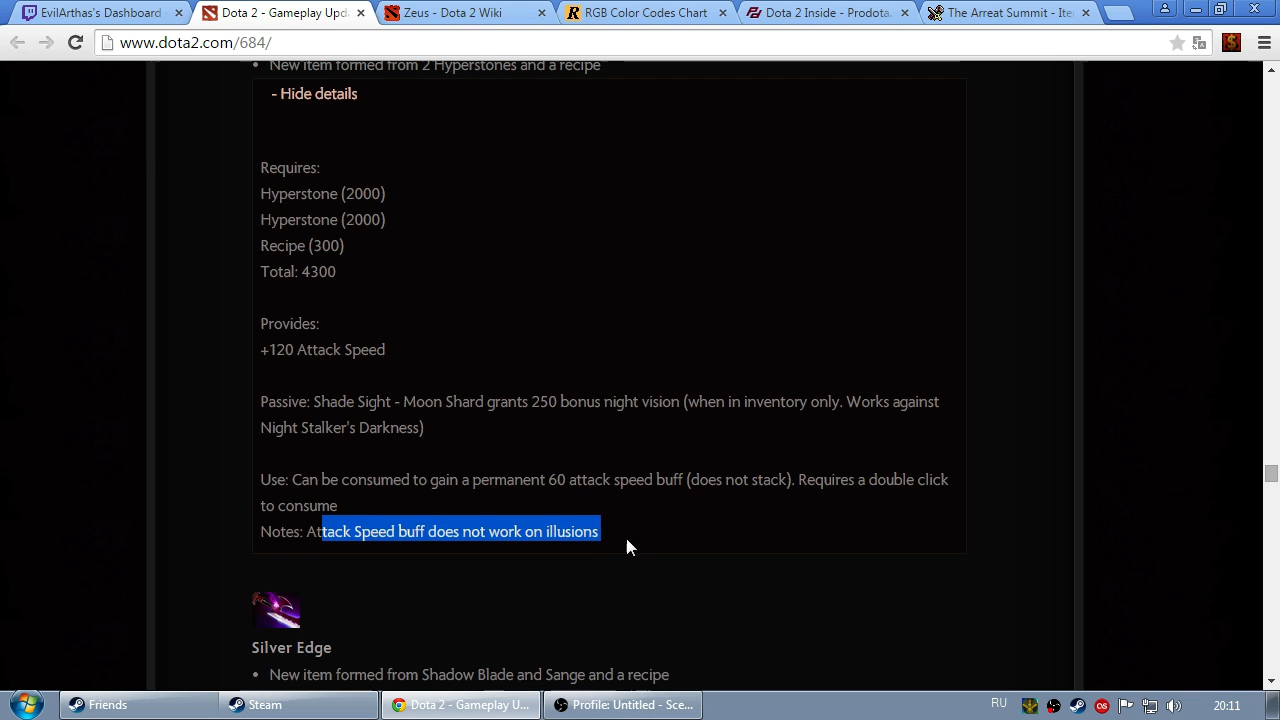 EvilArthas's Dashboard
Dota 2 - Gameplay Upd
Zeus - Dota 2 Wiki
RGB Color Codes Chart
Dota 2 Inside - Prodota
The Arreat Summit - Ite
www.dota2.com/684/
• New item formed from 2 Hyperstones and a recipe
- Hide details
Requires:
Hyperstone (2000)
Hyperstone (2000)
Recipe (300)
Total: 4300
Provides:
+120 Attack Speed
Passive: Shade Sight - Moon Shard grants 250 bonus night vision (when in inventory only. Works against
Night Stalker's Darkness)
Use: Can be consumed to gain a permanent 60 attack speed buff (does not stack). Requires a double click
to consume
Notes: Attack Speed buff does not work on illusions
Silver Edge
• New item formed from Shadow Blade and Sange and a recipe
Friends
Steam
Dota 2 - Gameplay U...
Profile: Untitled - Sce...
RU
20:11